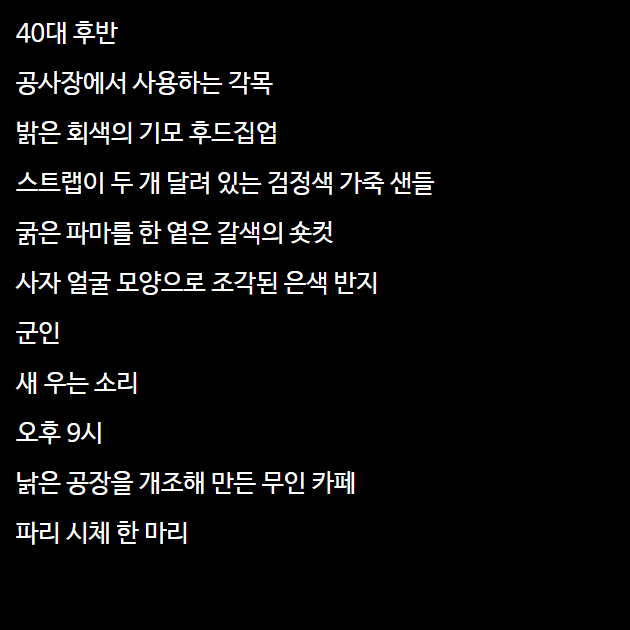 40대 후반
공사장에서 사용하는 각목
밝은 회색의 기모 후드집업
스트랩이 두 개 달려 있는 검정색 가죽 샌들
굵은 파마를 한 옅은 갈색의 숏컷
사자 얼굴 모양으로 조각된 은색 반지
군인
새 우는 소리
오후 9시
낡은 공장을 개조해 만든 무인 카페
파리 시체 한 마리